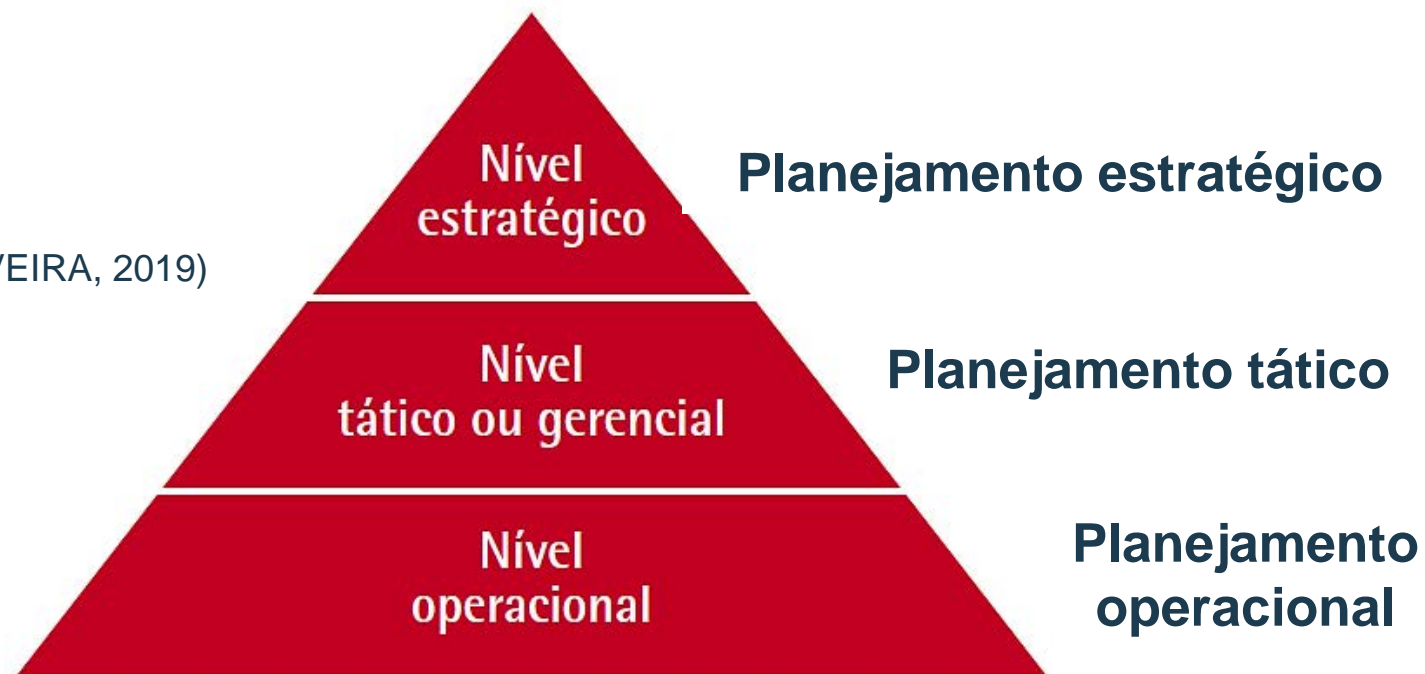 Nível
estratégico
Planejamento estratégico
VEIRA, 2019)
Nível
tático ou gerencial
Planejamento tático
Nível
operacional
Planejamento
operacional